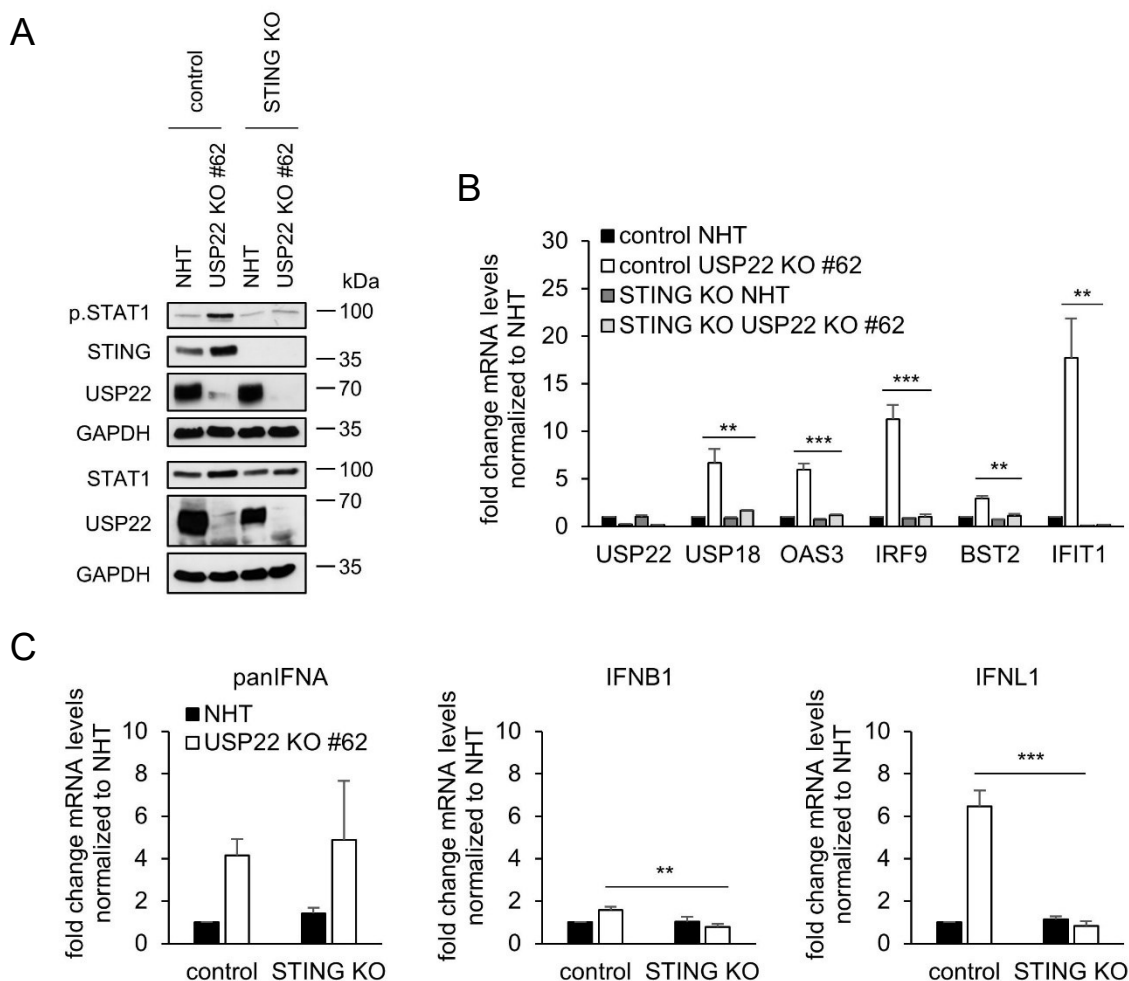 A
control
STING KO
NHT
USP22 KO #62
NHT
USP22 KO #62
kDa
p.STAT1
100
STING
35
USP22
70
GAPDH
35
STAT1
100
70
USP22
GAPDH
35
B
fold change mRNA levels
normalized to NHT
30
25
20
15
10
5
0
control NHT
control USP22 KO #62
STING KO NHT
STING KO USP22 KO #62
**
***
***
**
**
USP22 USP18 OAS3 IRF9 BST2 IFIT1
C
panIFNA
fold change mRNA levels
normalized to NHT
10
8
6
4
2
0
NHT
USP22 KO #62
control STING KO
IFNB1
fold change mRNA levels
normalized to NHT
10
8
6
4
2
0
**
control STING KO
IFNL1
fold change mRNA levels
normalized to NHT
10
8
6
4
2
0
***
control STING KO